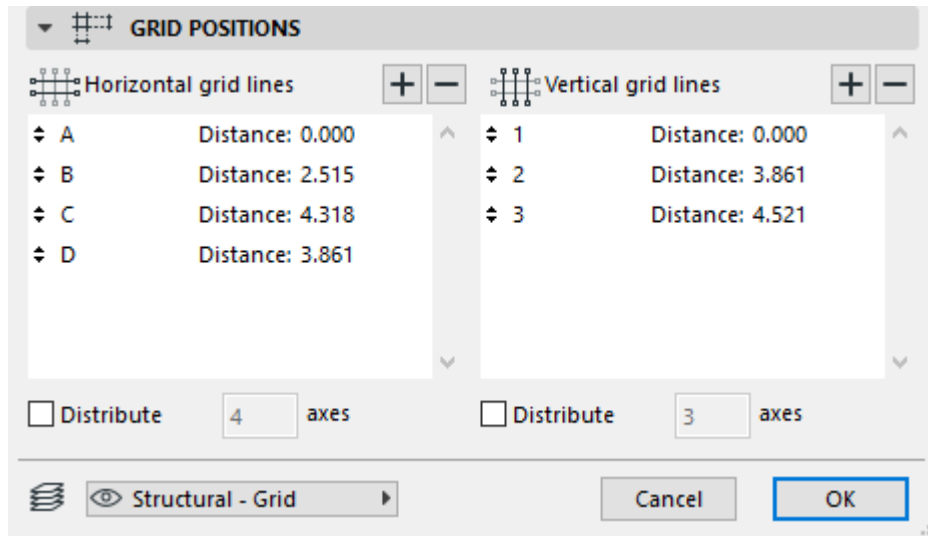 GRID POSITIONS
Horizontal grid lines
A Distance: 0.000
B Distance: 2.515
C Distance: 4.318
D Distance: 3.861
Distribute 4 axes
Vertical grid lines
1 Distance: 0.000
2 Distance: 3.861
3 Distance: 4.521
Distribute 3 axes
Structural - Grid
Cancel
OK